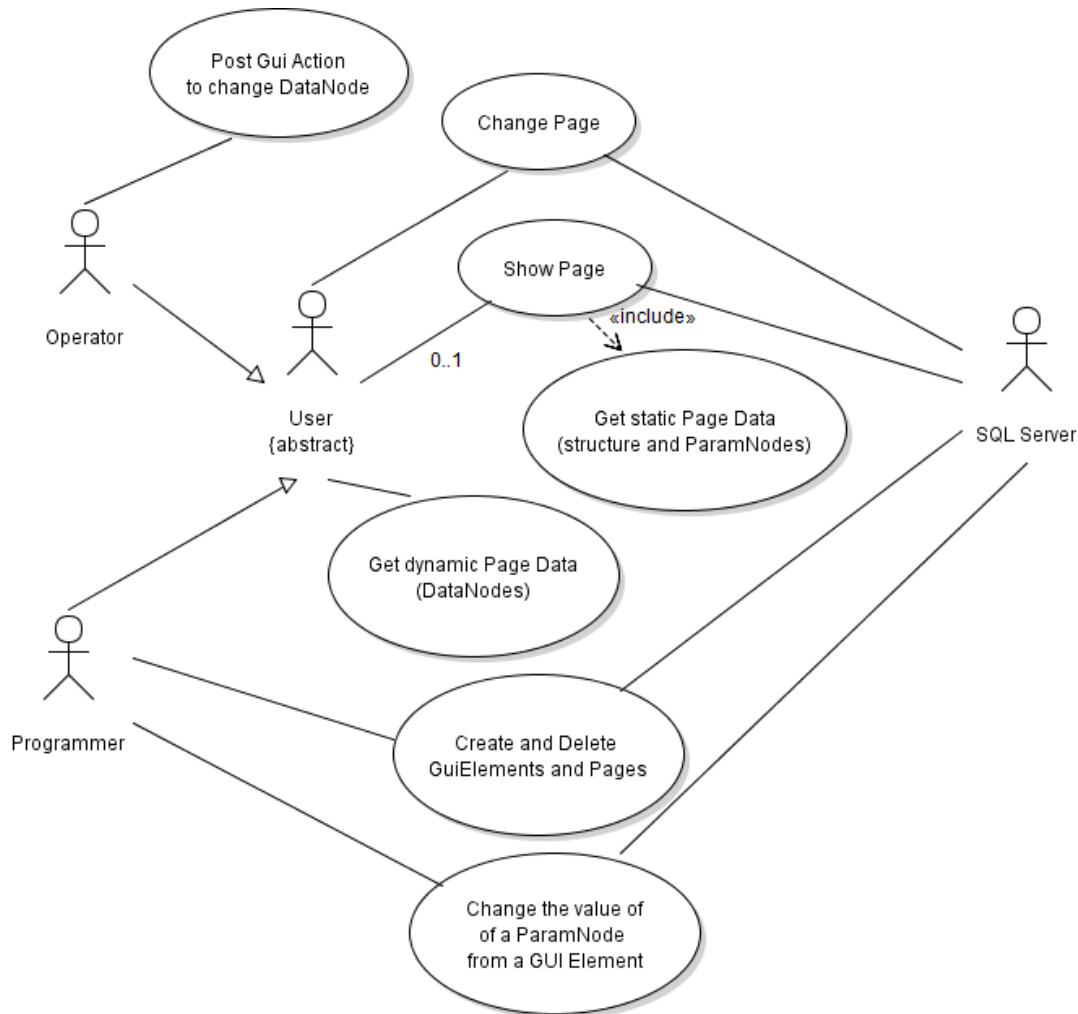 Post Gui Action
to change DataNode
Change Page
Show Page
«include»
Operator
0..1
User
{abstract}
Get static Page Data
(structure and ParamNodes)
SQL Server
Get dynamic Page Data
(DataNodes)
Programmer
Create and Delete
GuiElements and Pages
Change the value of
of a ParamNode
from a GUI Element